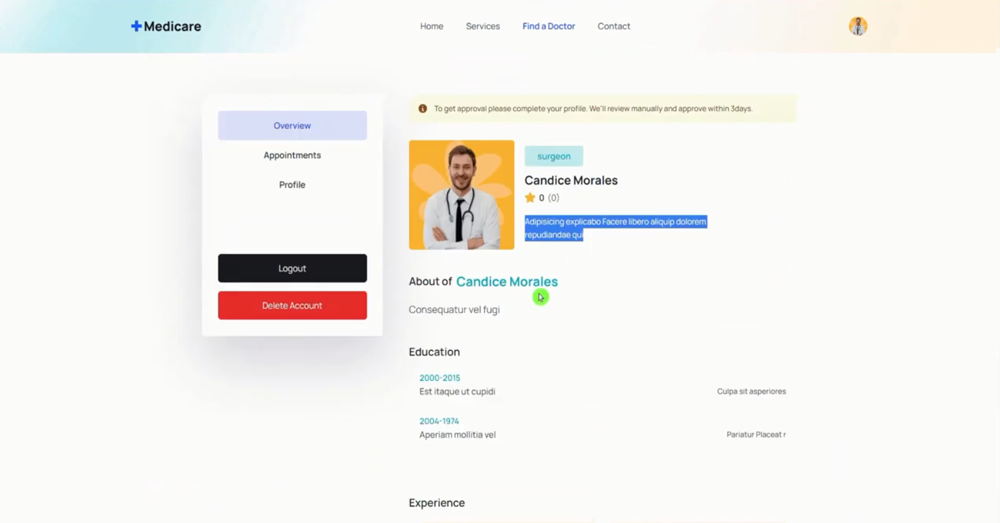 Medicare
Home Services Find a Doctor Contact
Overview
Appointments
Profile
Logout
Delete Account
To get approval please complete your profile. We'll review manually and approve within 3days.
surgeon
Candice Morales
0 (0)
Adipisicing explicabo Facere libero aliquip dolorem
repudiandae qui
About of Candice Morales
Consequatur vel fugi
Education
2000-2015
Est itaque ut cupidi Culpa sit asperiores
2004-1974
Aperiam mollitia vel Pariatur Placeat r
Experience